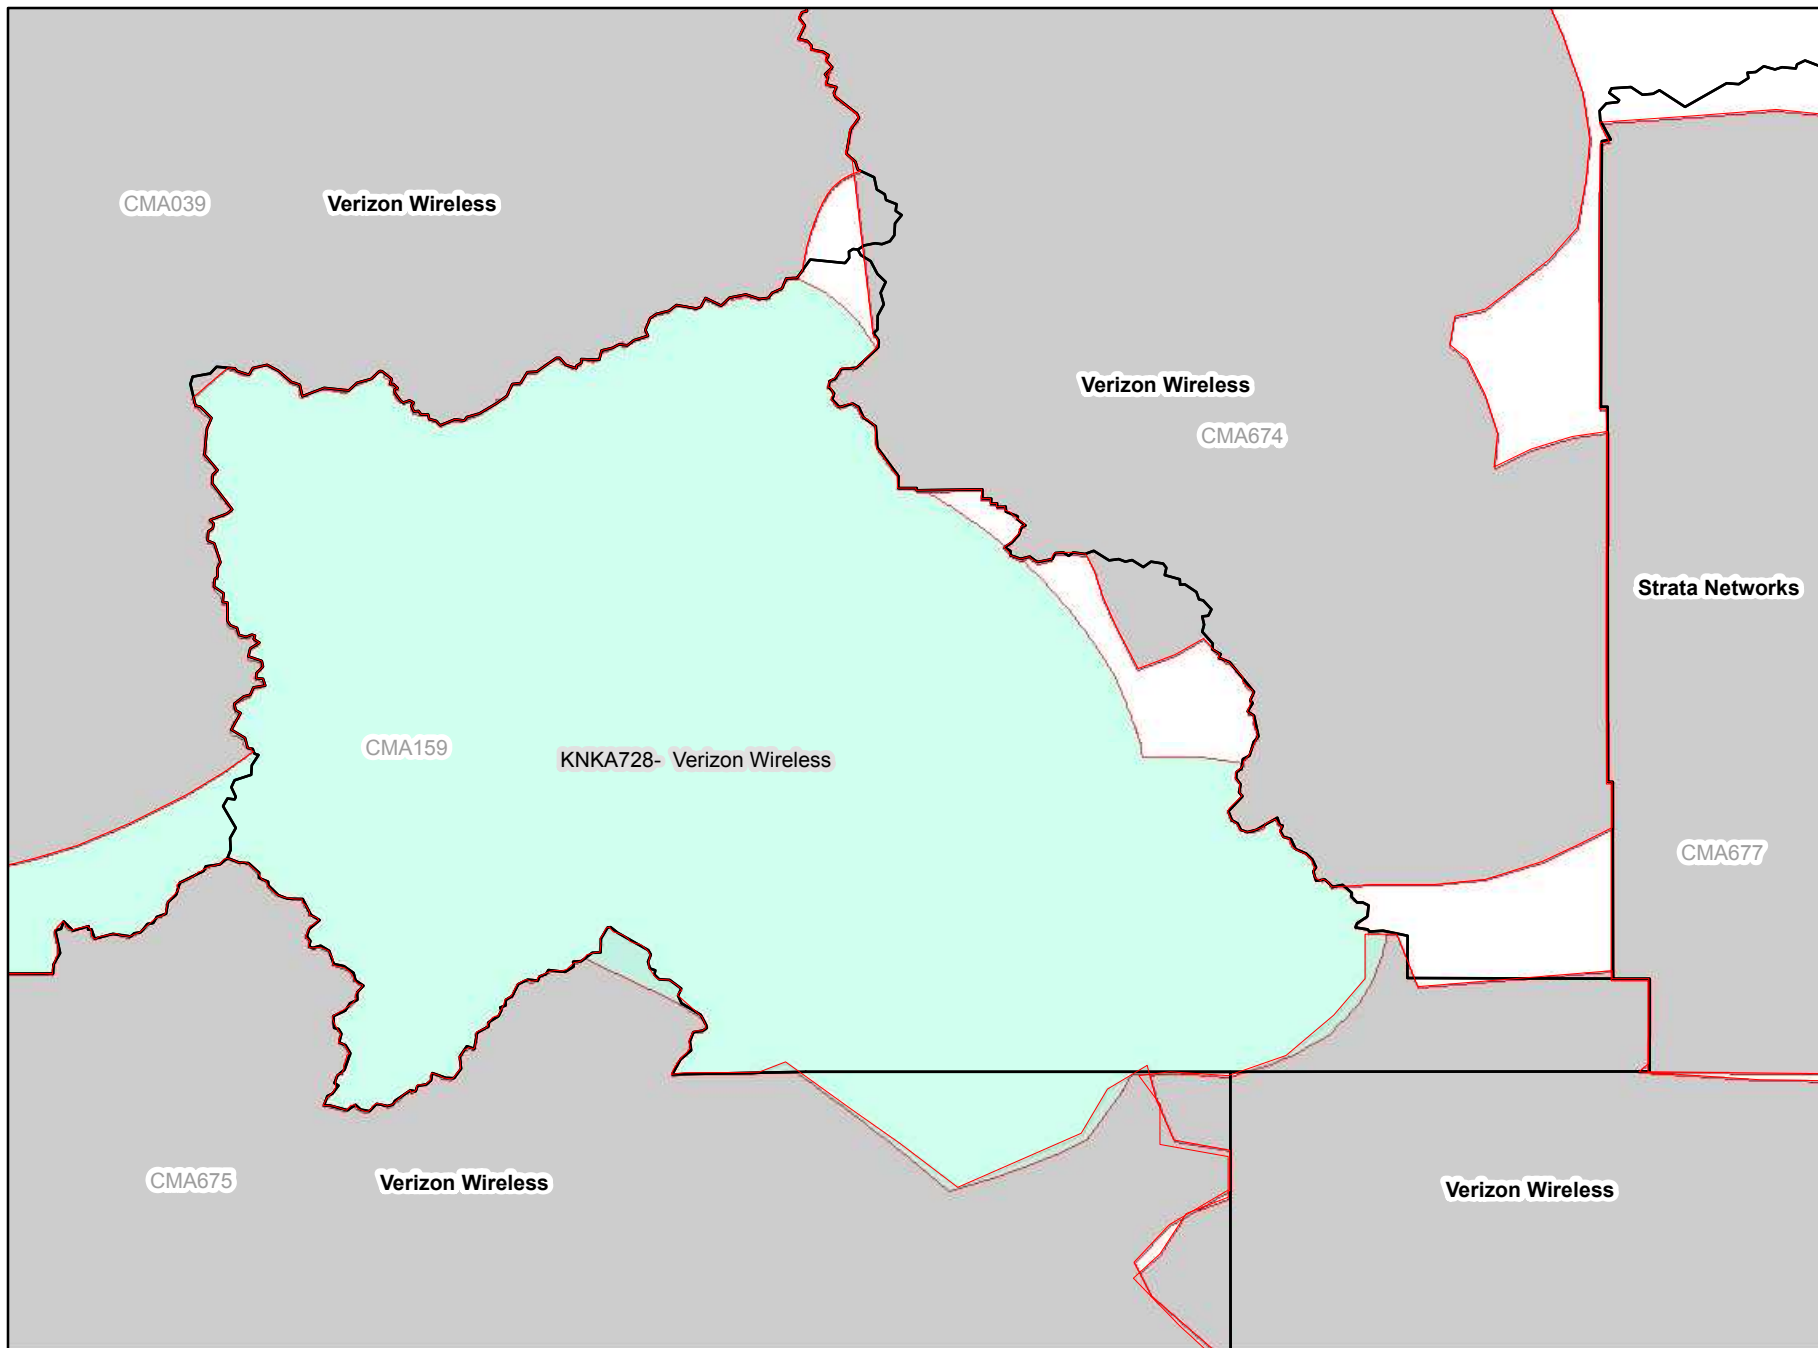 CMA039
Verizon Wireless
Verizon Wireless
CMA674
Strata Networks
CMA159
KNKA728- Verizon Wireless
CMA677
CMA675
Verizon Wireless
Verizon Wireless